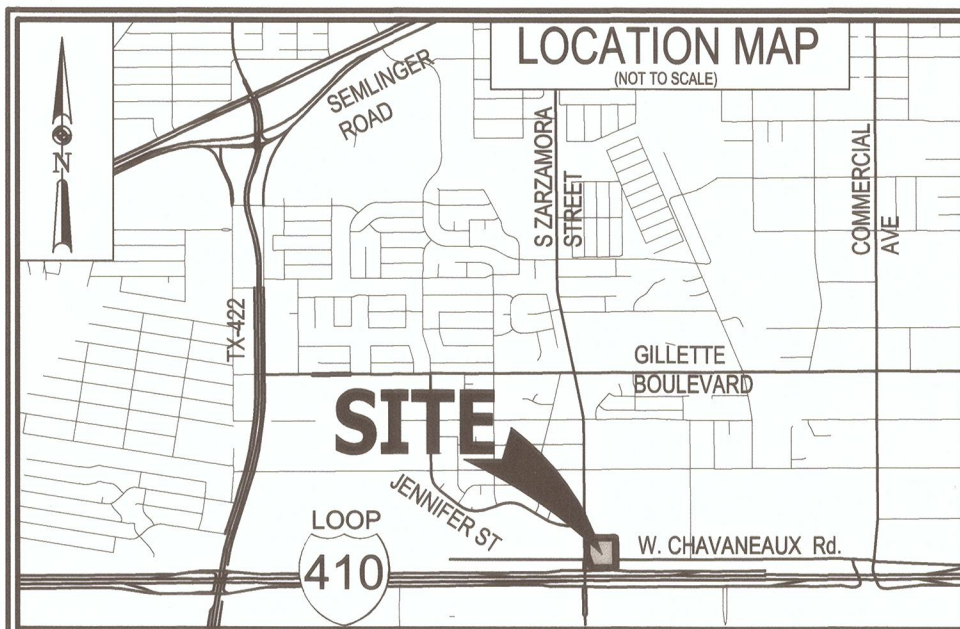 LOCATION MAP
(NOT TO SCALE)
N
SEMLINGER
ROAD
S ZARZAMORA
STREET
COMMERCIAL
AVE
TX-422
GILLETTE
BOULEVARD
SITE
JENNIFER ST
LOOP
410
W. CHAVANEAUX Rd.